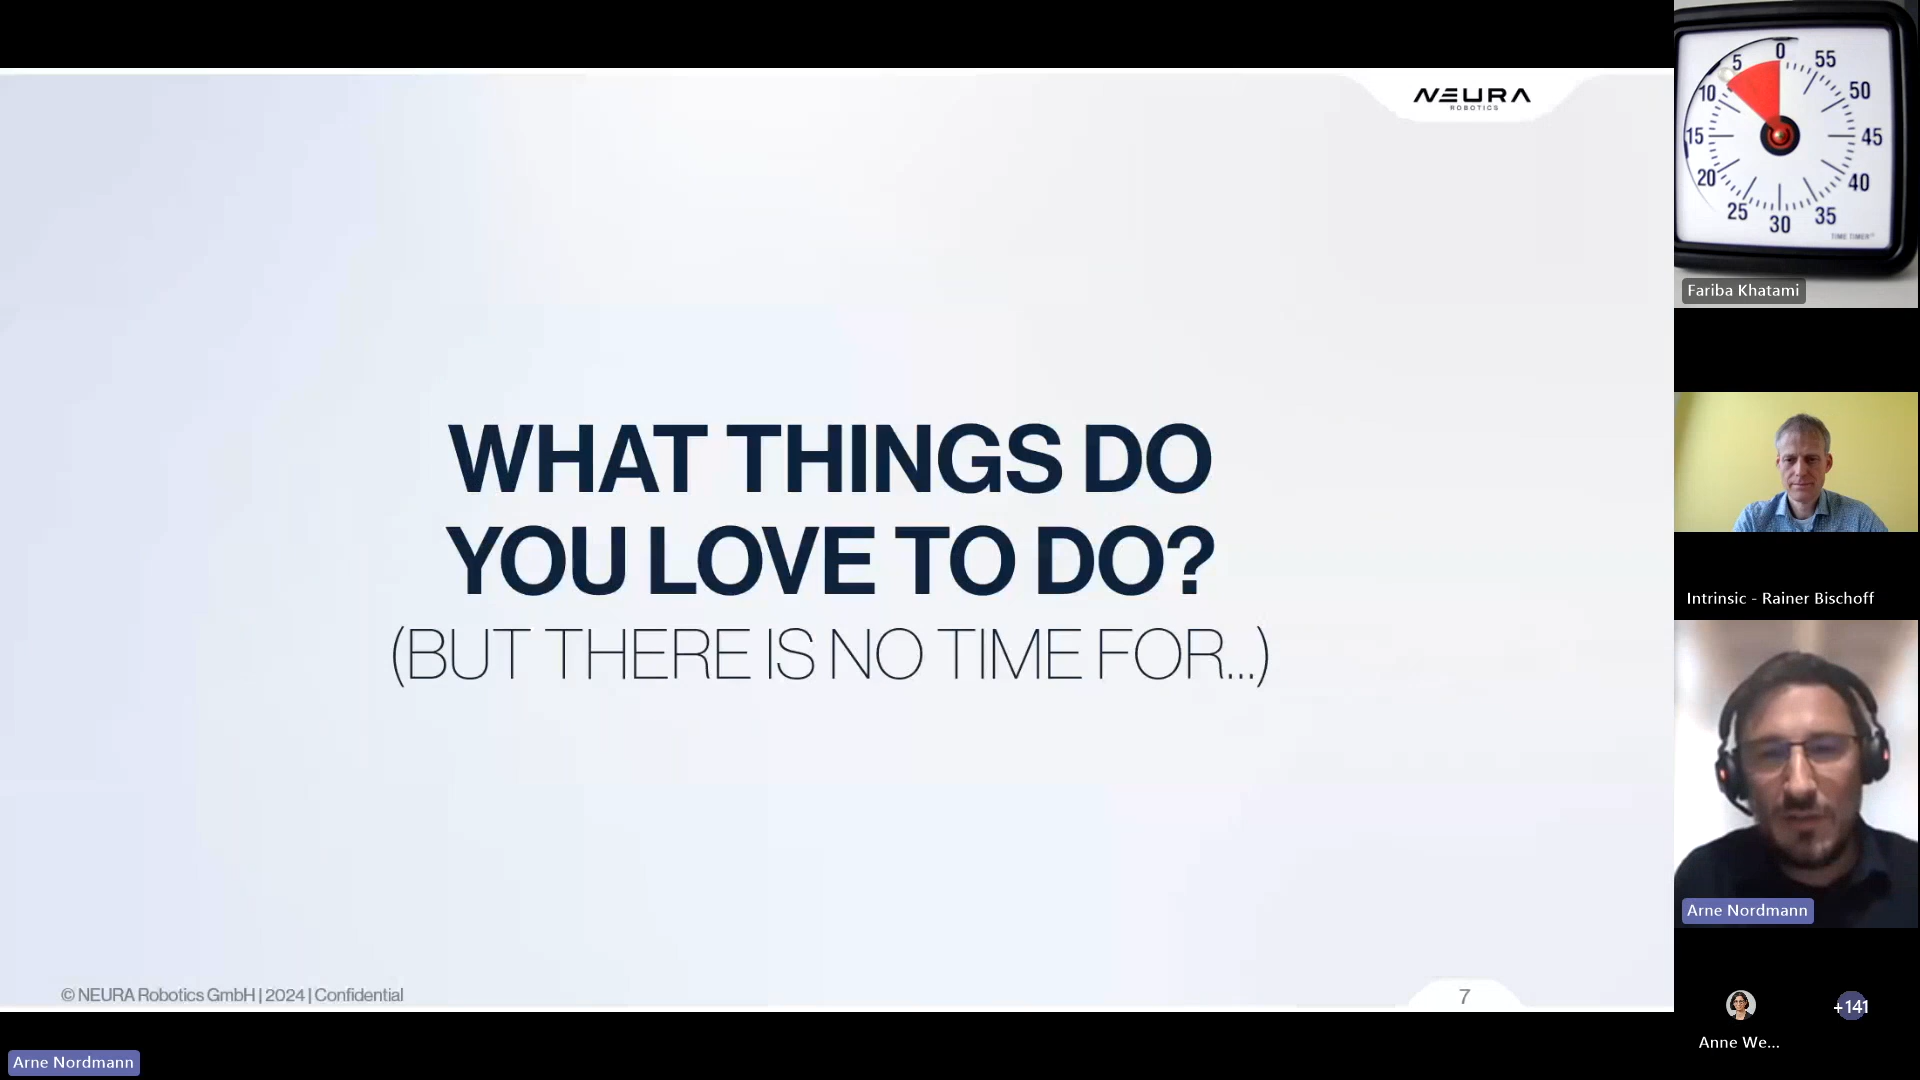 NEURA
ROBOTICS
WHAT THINGS DO
YOU LOVE TO DO?
(BUT THERE IS NO TIME FOR...)
© NEURA Robotics GmbH | 2024 | Confidential
7
Arne Nordmann
0
5
55
10
50
15
45
20
40
25
35
30
TIME TIMER
Fariba Khatami
Intrinsic - Rainer Bischoff
Arne Nordmann
+141
Anne We...